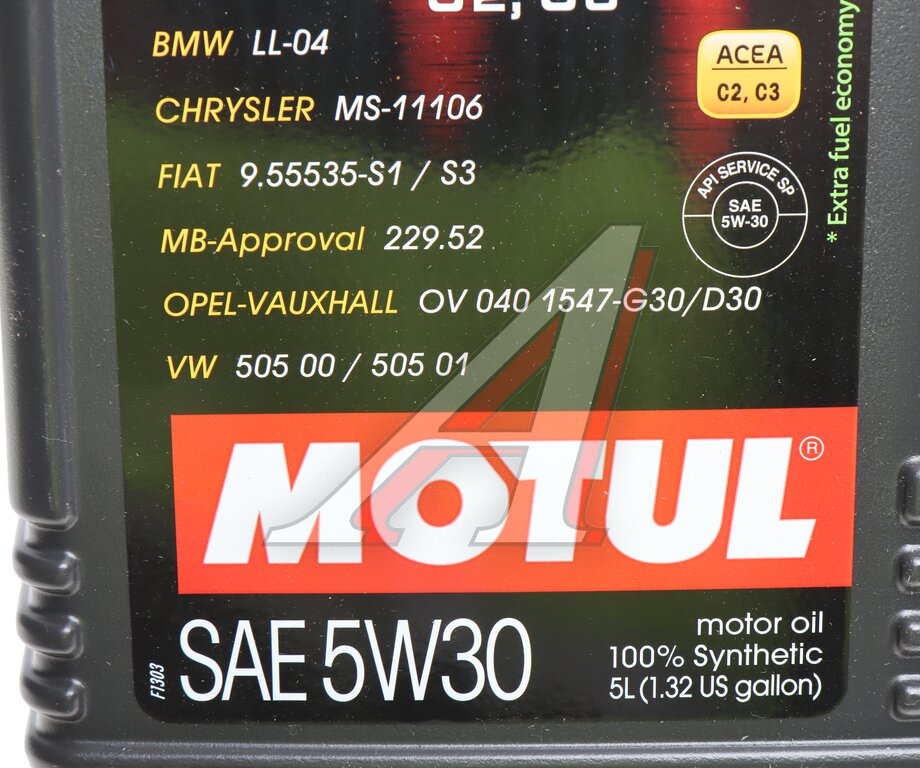 C2, C3
BMW LL-04
CHRYSLER MS-11106
FIAT 9.55535-S1 / S3
MB-Approval 229.52
OPEL-VAUXHALL OV 040 1547-G30/D30
VW 505 00 / 505 01
ACEA
C2, C3
API SERVICE SP
SAE
5W-30
* Extra fuel economy
MOTUL®
SAE 5W30
motor oil
100% Synthetic
5L (1.32 US gallon)
F1303